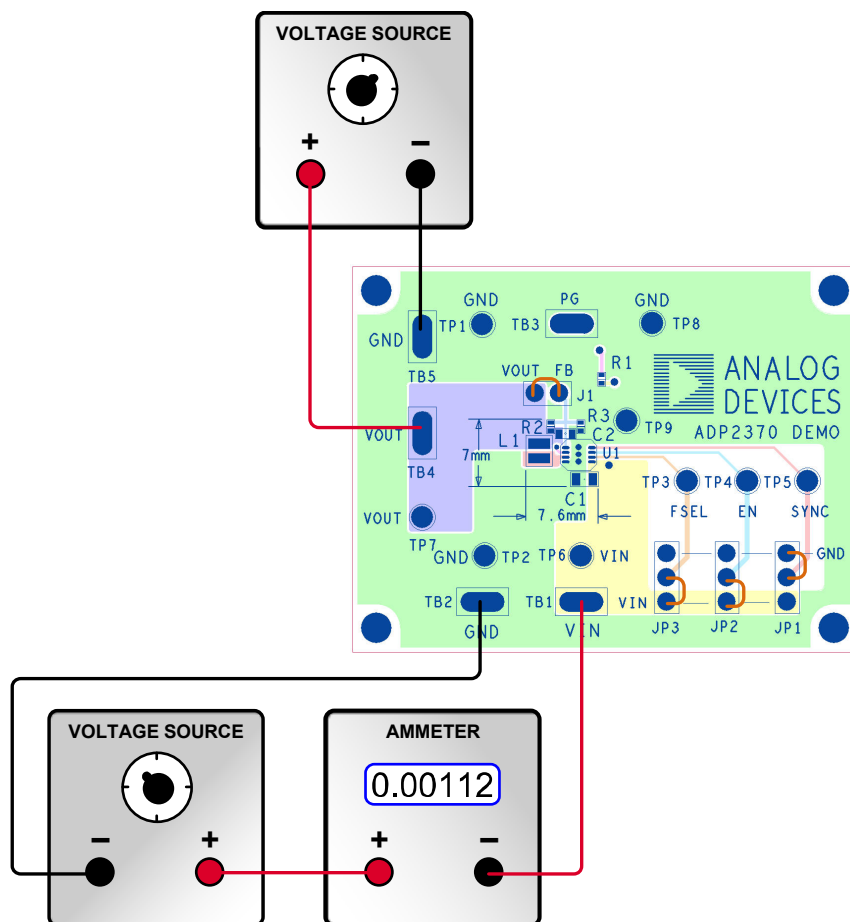 VOLTAGE SOURCE
+ −
GND PG GND
TP1 TB3 TP8
GND
TB5
VOUT FB R1
J1
ANALOG
DEVICES
ADP2370 DEMO
R3
TP9
R2
C2
VOUT
L1
U1
TB4
7mm
TP3 TP4 TP5
C1
FSEL EN SYNC
7.6mm
VOUT
TP7
GND TP2 TP6 VIN
GND
TB2 TB1 VIN
GND VIN
JP3 JP2 JP1
VOLTAGE SOURCE
− +
AMMETER
0.00112
+ −